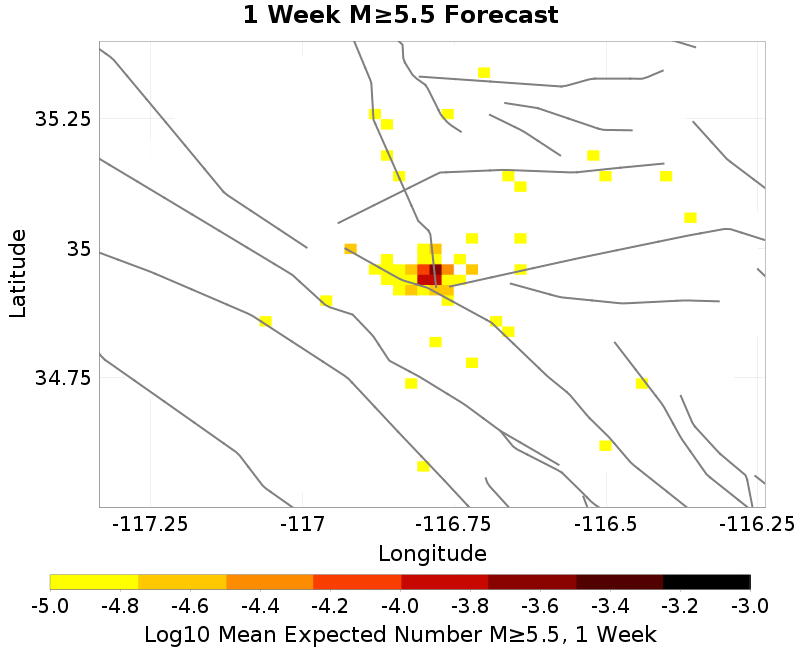 1 Week M≥5.5 Forecast
35.25
35
34.75
Latitude
-117.25 -117 -116.75 -116.5 -116.25
Longitude
-5.0 -4.8 -4.6 -4.4 -4.2 -4.0 -3.8 -3.6 -3.4 -3.2 -3.0
Log10 Mean Expected Number M≥5.5, 1 Week